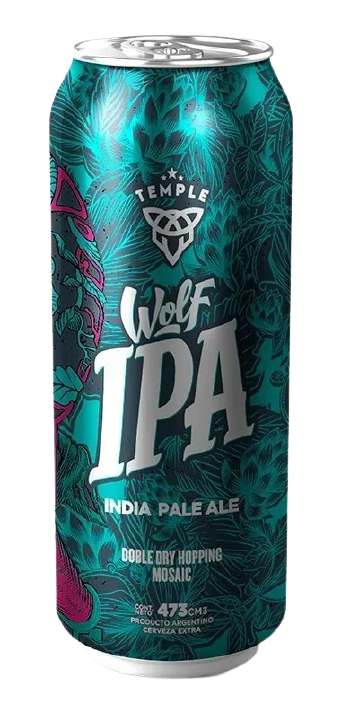 TEMPLE
Wolf
IPA
INDIA PALE ALE
DOBLE DRY HOPPING
MOSAIC
CONT. NETO 473CM3
PRODUCTO ARGENTINO
CERVEZA EXTRA